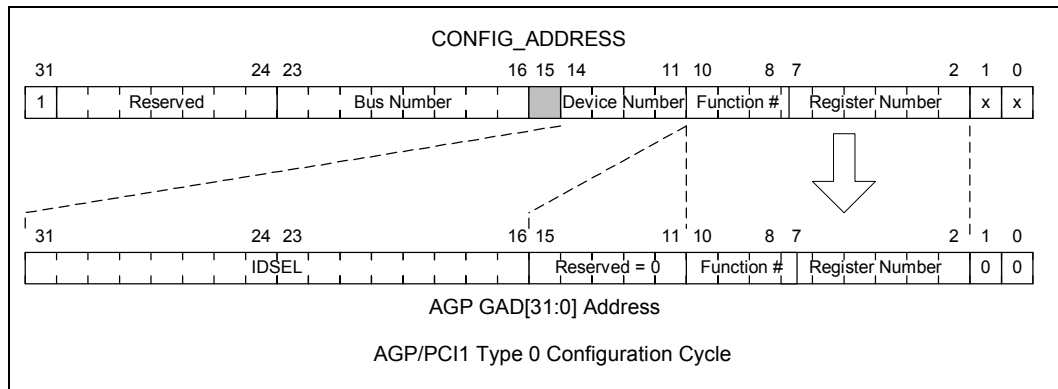 CONFIG_ADDRESS
31 24 23 16 15 14 11 10 8 7 2 1 0
1 Reserved Bus Number Device Number Function # Register Number x x
31 24 23 16 15 11 10 8 7 2 1 0
IDSEL Reserved = 0 Function # Register Number 0 0
AGP GAD[31:0] Address
AGP/PCI1 Type 0 Configuration Cycle